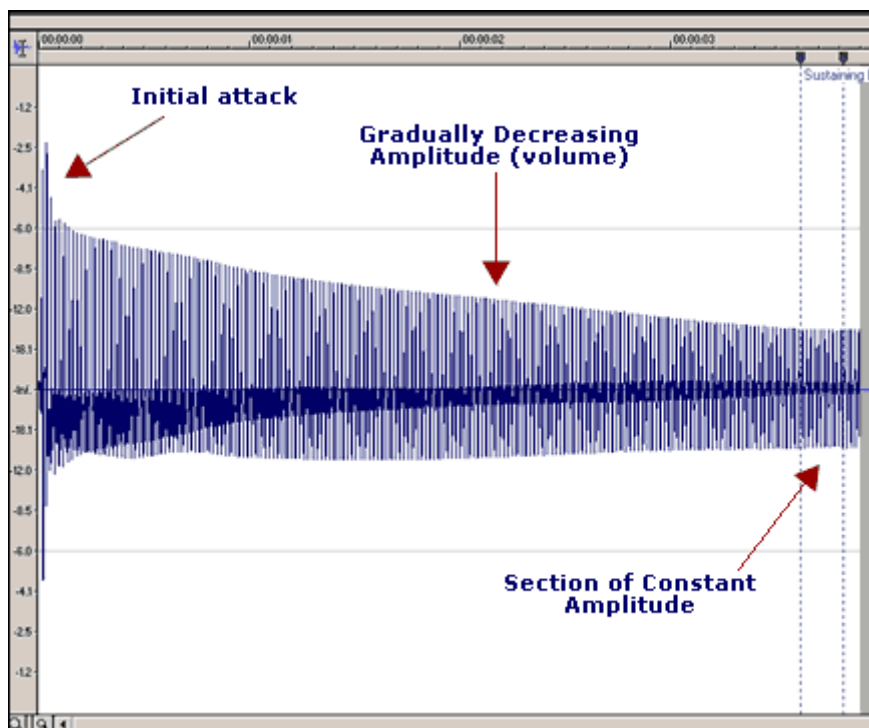 00:00:00 00:00:01 00:00:02 00:00:03
Sustaining
Initial attack
Gradually Decreasing
Amplitude (volume)
-1.2
-2.5
-4.1
-6.0
-8.5
-12.0
-18.1
-Inf.
-18.1
-12.0
-8.5
-6.0
-4.1
-2.5
-1.2
Section of Constant
Amplitude